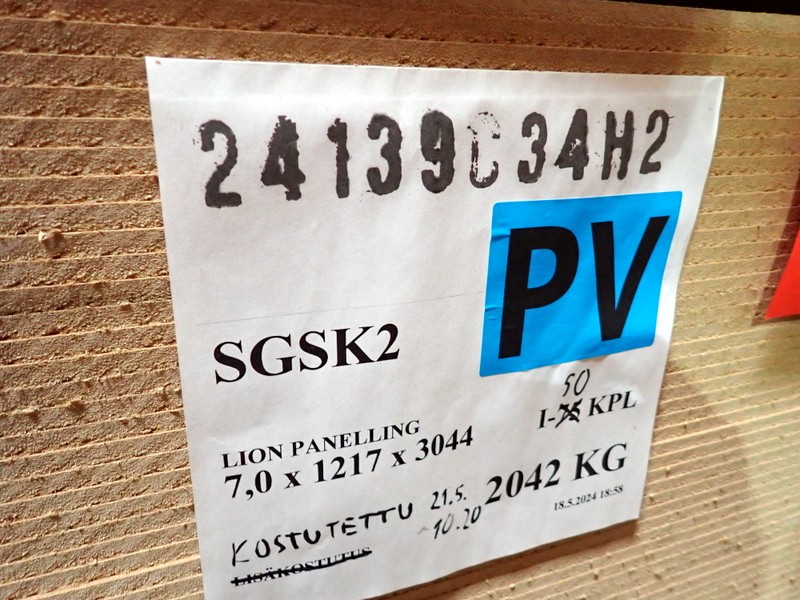 24139C34H2
PV
SGSK2
50
I-75 KPL
LION PANELLING
7,0 x 1217 x 3044
2042 KG
18.5.2024 18:58
KOSTUTETTU 21.5.
~10.20
LISÄKOSTUTUS